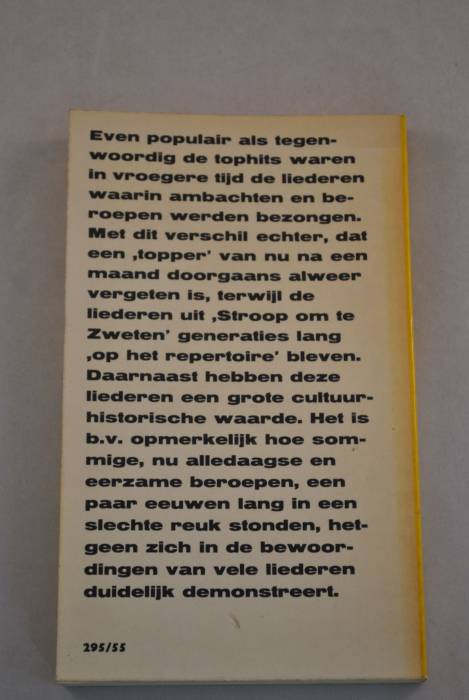 Even populair als tegen-
woordig de tophits waren
in vroegere tijd de liederen
waarin ambachten en be-
roepen werden bezongen.
Met dit verschil echter, dat
een ,topper' van nu na een
maand doorgaans alweer
vergeten is, terwijl de
liederen uit ,Stroop om te
Zweten' generaties lang
,op het repertoire' bleven.
Daarnaast hebben deze
liederen een grote cultuur-
historische waarde. Het is
b.v. opmerkelijk hoe som-
mige, nu alledaagse en
eerzame beroepen, een
paar eeuwen lang in een
slechte reuk stonden, het-
geen zich in de bewoor-
dingen van vele liederen
duidelijk demonstreert.
295/55